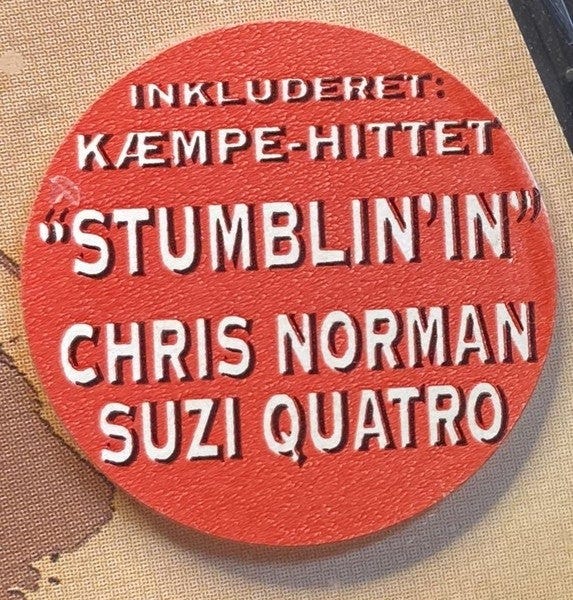 INKLUDERET:
KÆMPE-HITTET
“STUMBLIN’IN”
CHRIS NORMAN
SUZI QUATRO